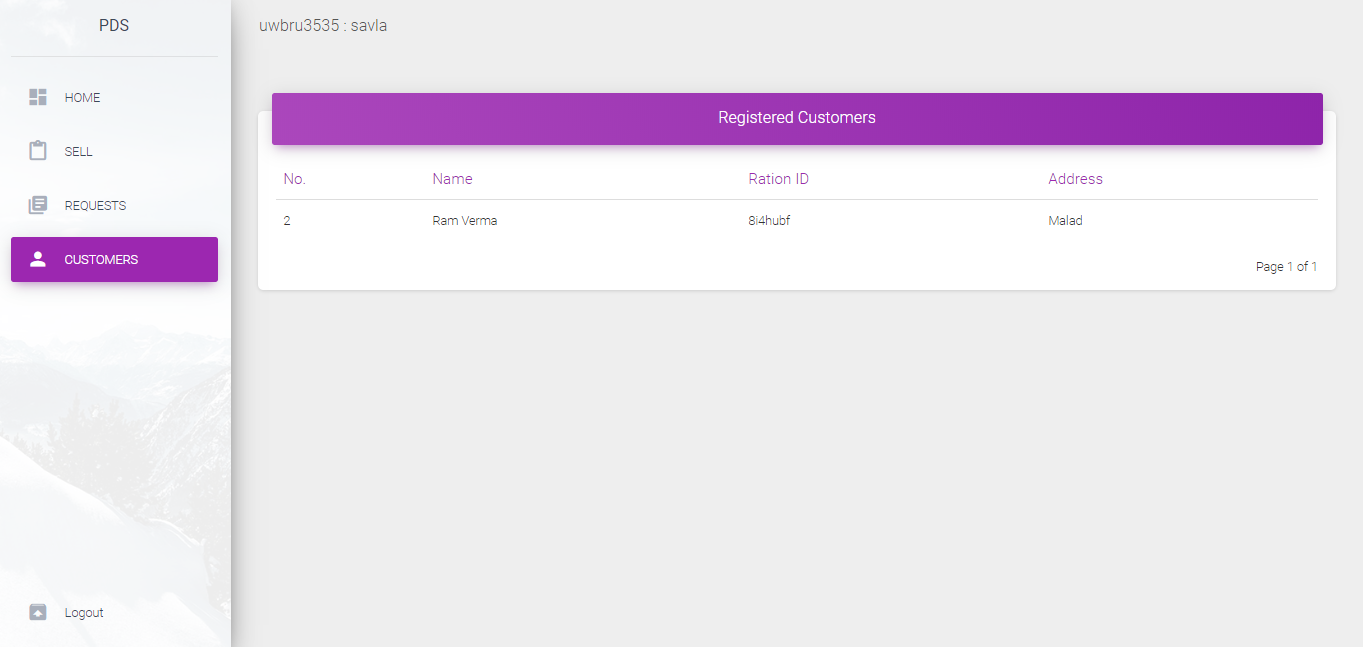 PDS
uwbru3535 : savla
HOME
SELL
REQUESTS
CUSTOMERS
Logout
Registered Customers
No. Name Ration ID Address
2 Ram Verma 8i4hubf Malad
Page 1 of 1